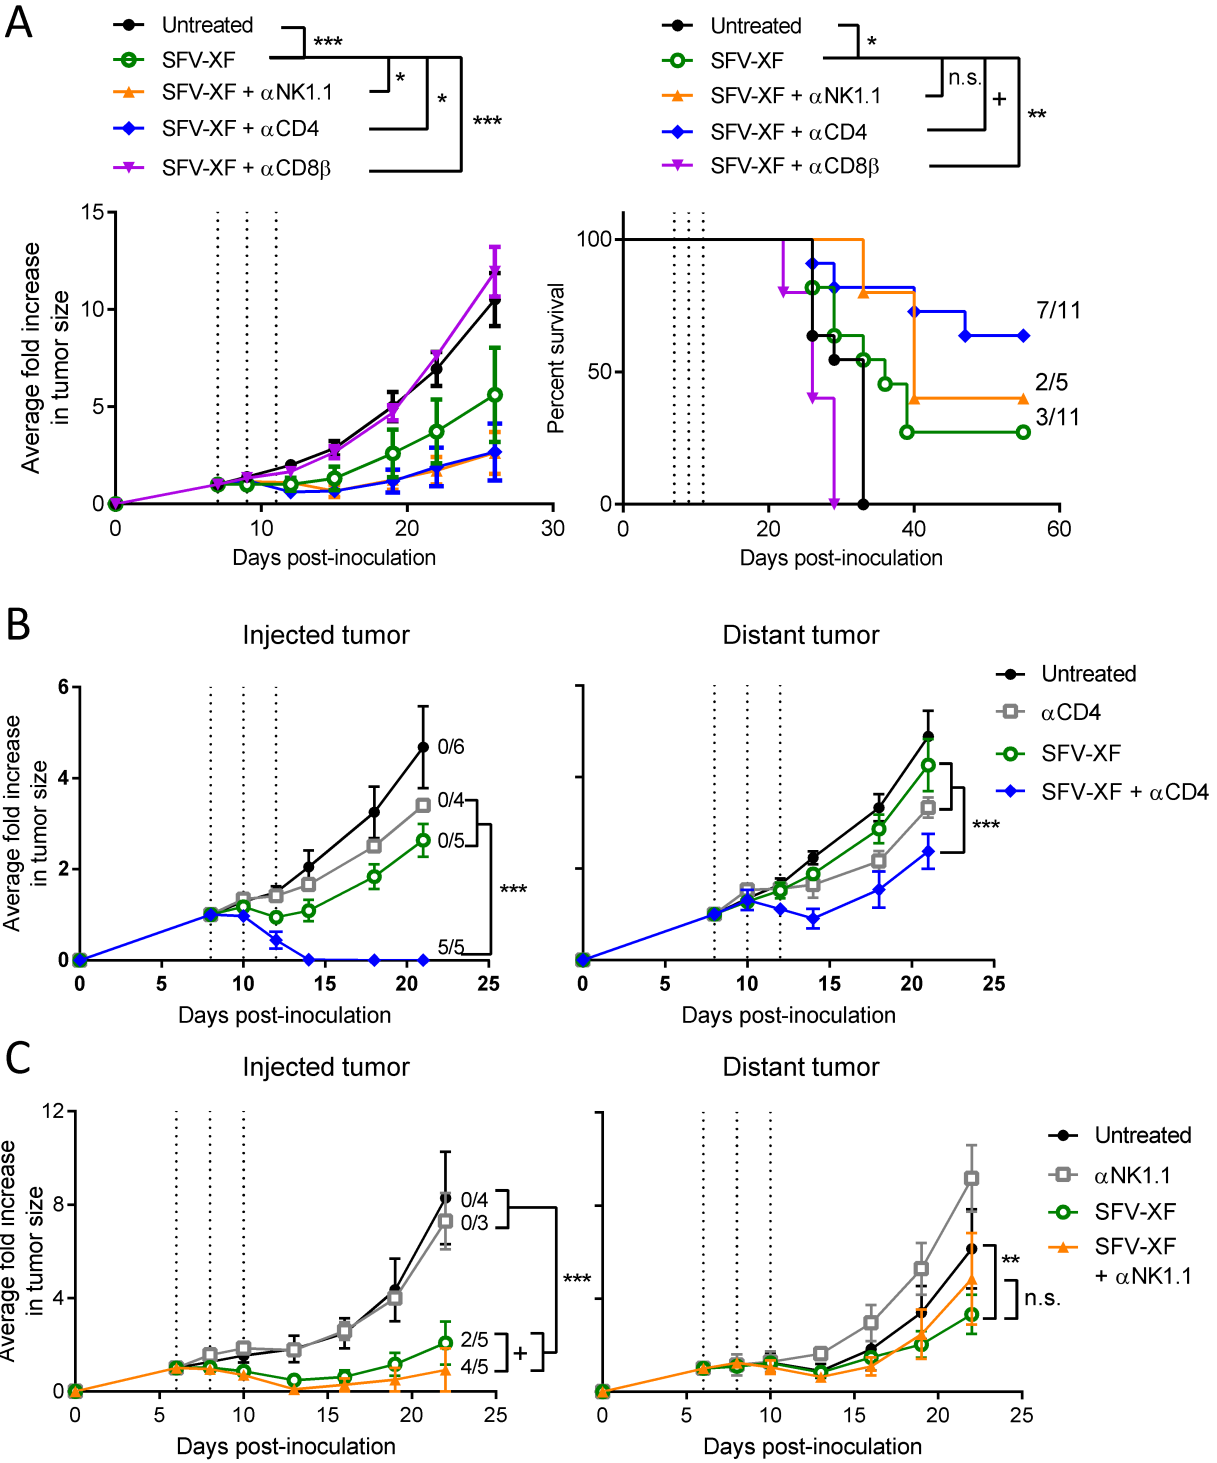 A
Untreated
SFV-XF
SFV-XF + αNK1.1
SFV-XF + αCD4
SFV-XF + αCD8β
***
*
*
***
Untreated
SFV-XF
SFV-XF + αNK1.1
SFV-XF + αCD4
SFV-XF + αCD8β
*
n.s.
+
**
Average fold increase
in tumor size
15
10
5
0
0
10
20
30
Days post-inoculation
Percent survival
100
50
0
0
20
40
60
7/11
2/5
3/11
Days post-inoculation
B
Injected tumor
Average fold increase
in tumor size
6
4
2
0
0
5
10
15
20
25
0/6
0/4
0/5
5/5
***
Days post-inoculation
Distant tumor
0
5
10
15
20
25
***
Days post-inoculation
Untreated
αCD4
SFV-XF
SFV-XF + αCD4
C
Injected tumor
Average fold increase
in tumor size
12
8
4
0
0
5
10
15
20
25
0/4
0/3
2/5
4/5
+
***
Days post-inoculation
Distant tumor
0
5
10
15
20
25
**
n.s.
Days post-inoculation
Untreated
αNK1.1
SFV-XF
SFV-XF
+ αNK1.1